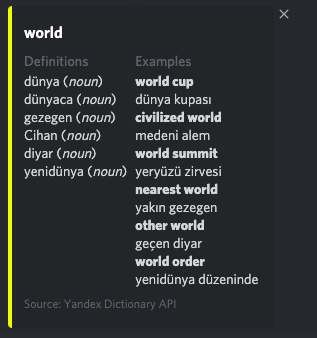 world
Definitions
dünya (noun)
dünyaca (noun)
gezegen (noun)
Cihan (noun)
diyar (noun)
yenidünya (noun)
Examples
world cup
dünya kupası
civilized world
medeni alem
world summit
yeryüzü zirvesi
nearest world
yakın gezegen
other world
geçen diyar
world order
yenidünya düzeninde
Source: Yandex Dictionary API